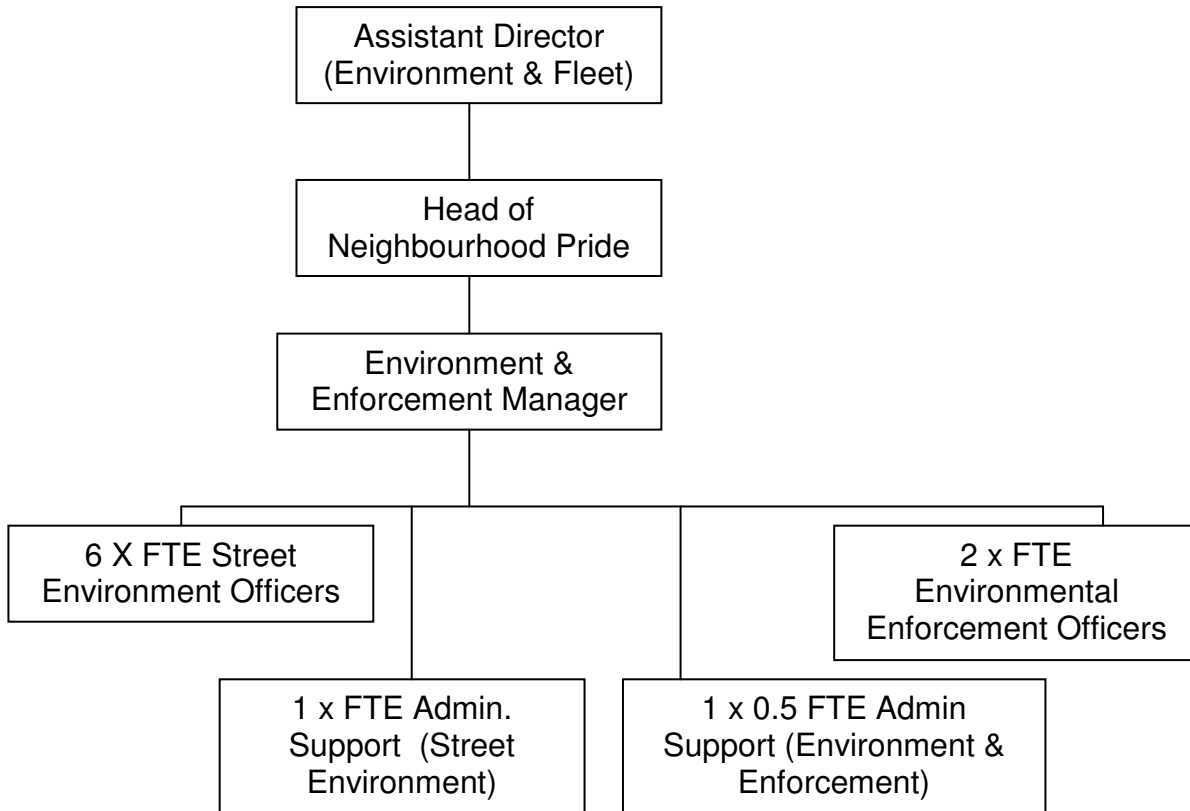 Assistant Director
(Environment & Fleet)
Head of
Neighbourhood Pride
Environment &
Enforcement Manager
6 X FTE Street
Environment Officers
2 x FTE
Environmental
Enforcement Officers
1 x FTE Admin.
Support (Street
Environment)
1 x 0.5 FTE Admin
Support (Environment &
Enforcement)